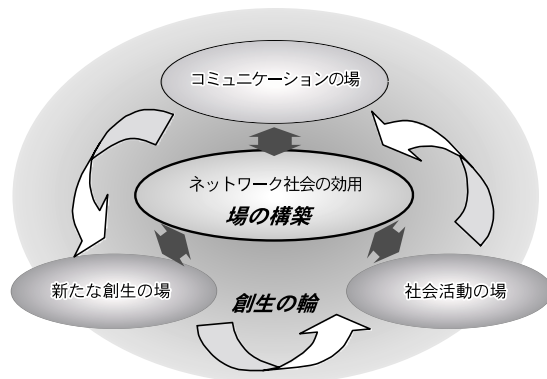 コミュニケーションの場
ネットワーク社会の効用
場の構築
新たな創生の場
社会活動の場
創生の輪